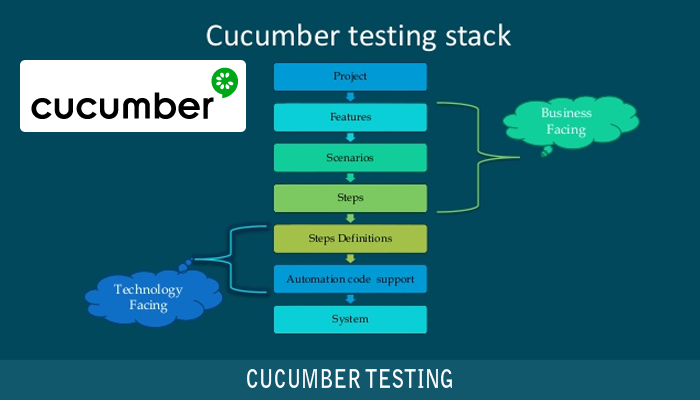 Cucumber testing stack
cucumber
Project
Features
Business
Facing
Scenarios
Steps
Steps Definitions
Technology
Facing
Automation code support
System
CUCUMBER TESTING